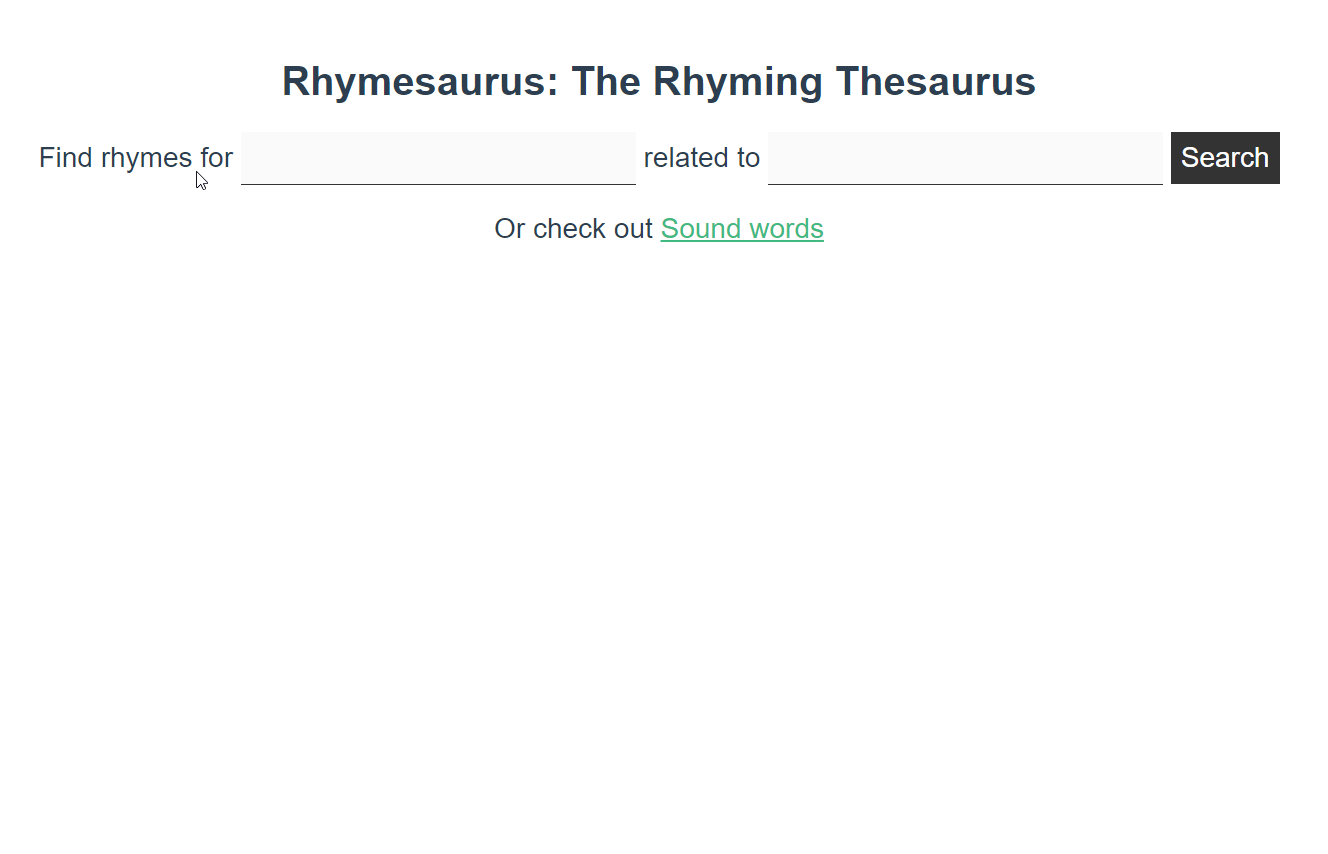 Rhymesaurus: The Rhyming Thesaurus
Find rhymes for related to Search
Or check out Sound words